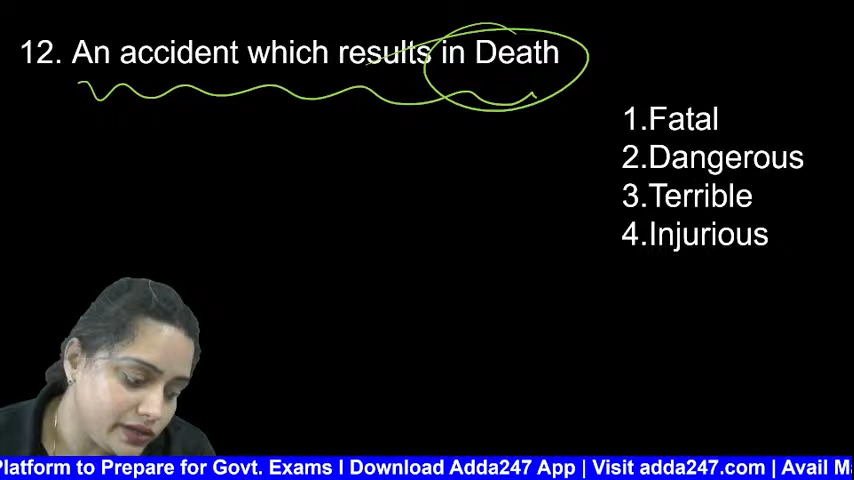 12. An accident which results in Death
1.Fatal
2.Dangerous
3.Terrible
4.Injurious
Platform to Prepare for Govt. Exams I Download Adda247 App | Visit adda247.com | Avail